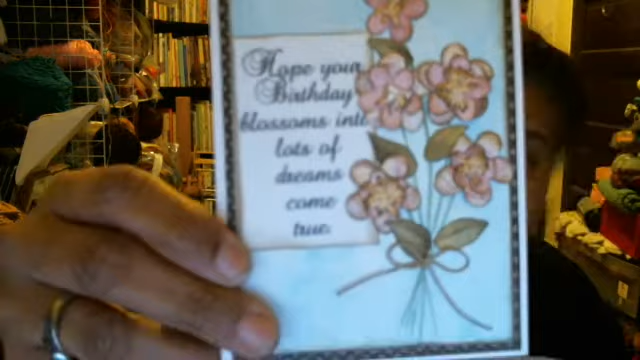 Hope your
Birthday
blossoms into
lots of
dreams
come
true.